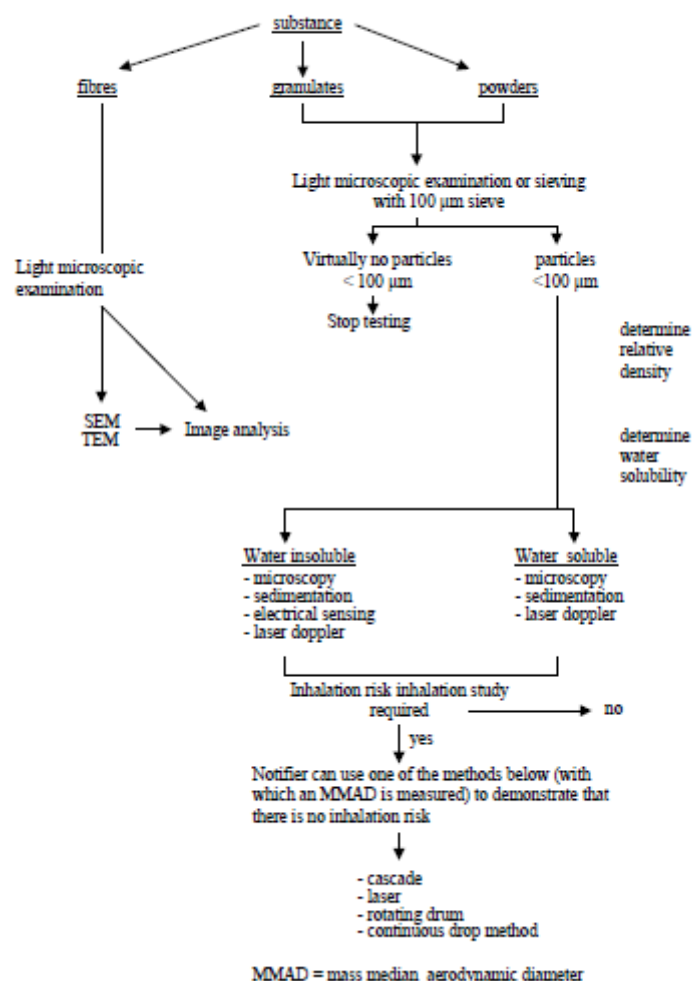 substance
fibres
granulates
powders
Light microscopic examination or sieving
with 100 μm sieve
Virtually no particles
< 100 μm
particles
<100 μm
Stop testing
Light microscopic
examination
determine
relative
density
SEM
TEM
Image analysis
determine
water
solubility
Water insoluble
- microscopy
- sedimentation
- electrical sensing
- laser doppler
Water soluble
- microscopy
- sedimentation
- laser doppler
Inhalation risk inhalation study
required
no
yes
Notifier can use one of the methods below (with
which an MMAD is measured) to demonstrate that
there is no inhalation risk
- cascade
- laser
- rotating drum
- continuous drop method
MMAD = mass median aerodynamic diameter